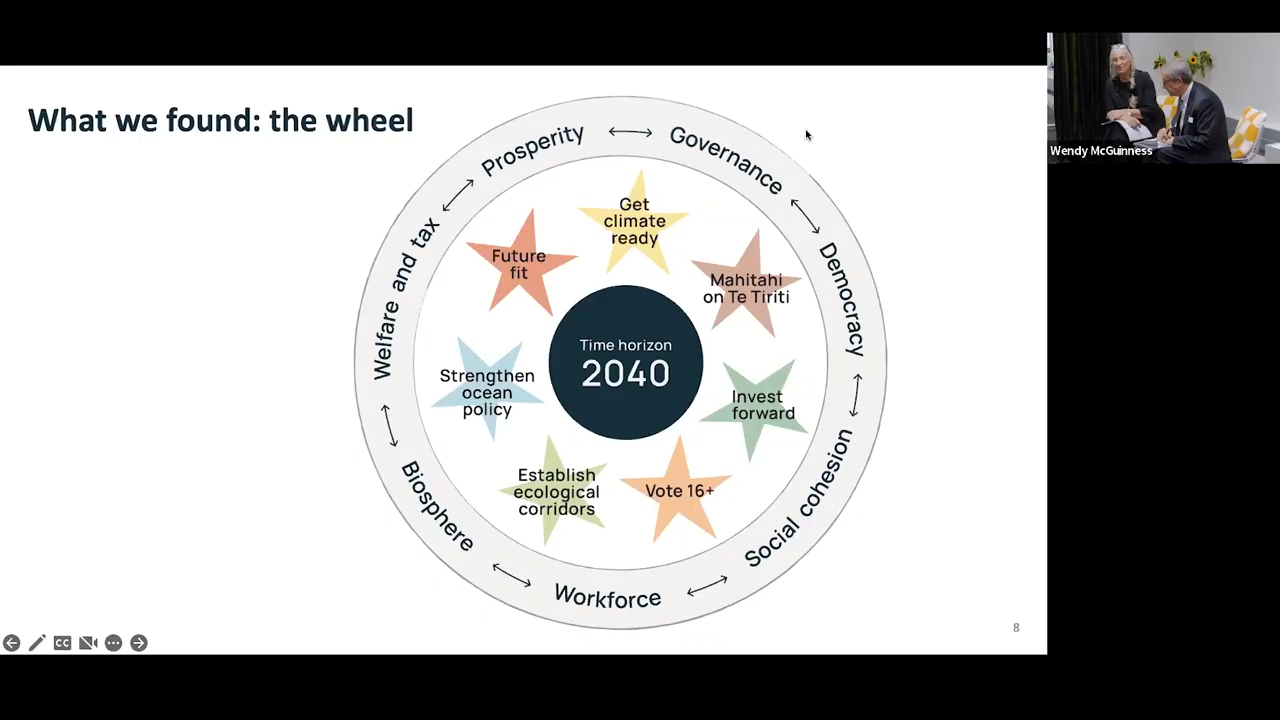 What we found: the wheel
Prosperity
Governance
Democracy
Social cohesion
Workforce
Biosphere
Welfare and tax
Get
climate
ready
Mahitahi
on Te Tiriti
Invest
forward
Vote 16+
Establish
ecological
corridors
Strengthen
ocean
policy
Future
fit
Time horizon
2040
8
CC
Wendy McGuinness